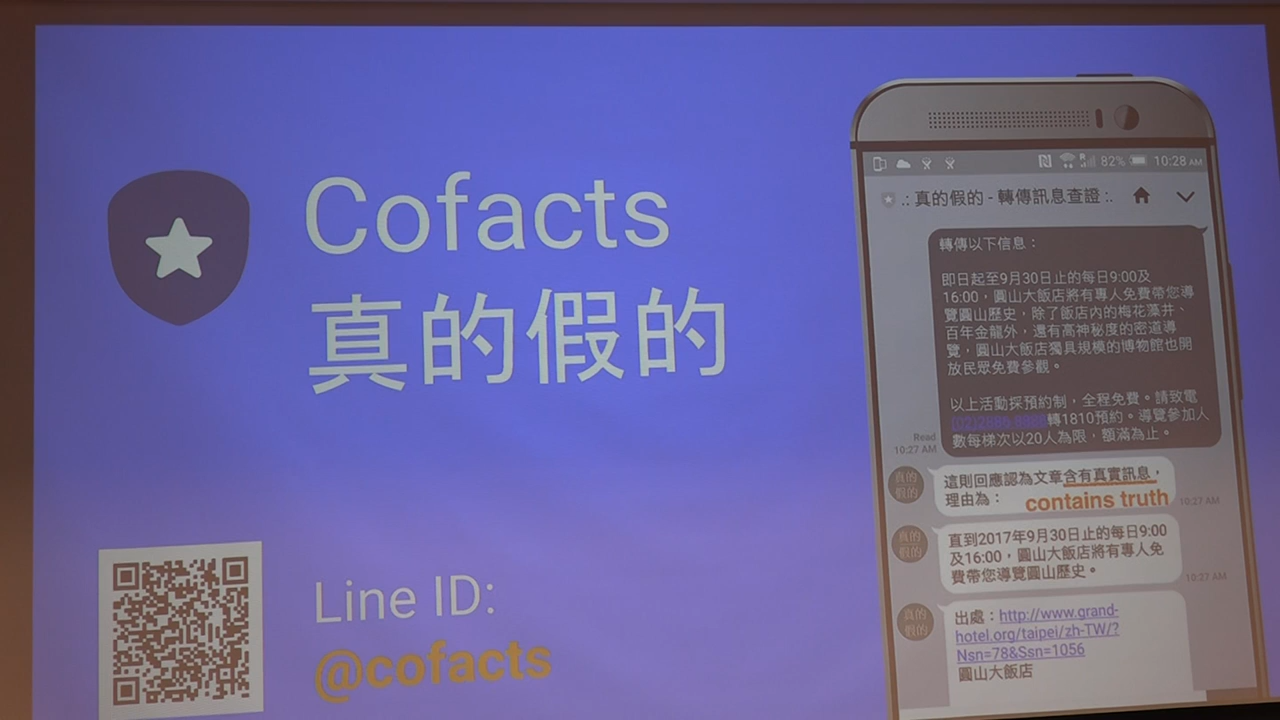 Cofacts
真的假的
Line ID:
@cofacts
82% 10:28 AM
.: 真的假的 - 轉傳訊息查證 :.
轉傳以下信息：
即日起至9月30日止的每日9:00及
16:00，圓山大飯店將有專人免費帶您導
覽圓山歷史，除了飯店內的梅花藻井、
百年金龍外，還有高神秘度的密道導
覽，圓山大飯店獨具規模的博物館也開
放民眾免費參觀。
以上活動採預約制，全程免費。請致電
轉1810預約。導覽參加人
數每梯次以20人為限，額滿為止。
Read
10:27 AM
真的
假的
這則回應認為文章含有真實訊息，
理由為：
contains truth
10:27 AM
真的
假的
直到2017年9月30日止的每日9:00
及16:00，圓山大飯店將有專人免
費帶您導覽圓山歷史。
10:27 AM
真的
假的
出處：http://www.grand-
hotel.org/taipei/zh-TW/?
Nsn=78&Ssn=1056
圓山大飯店